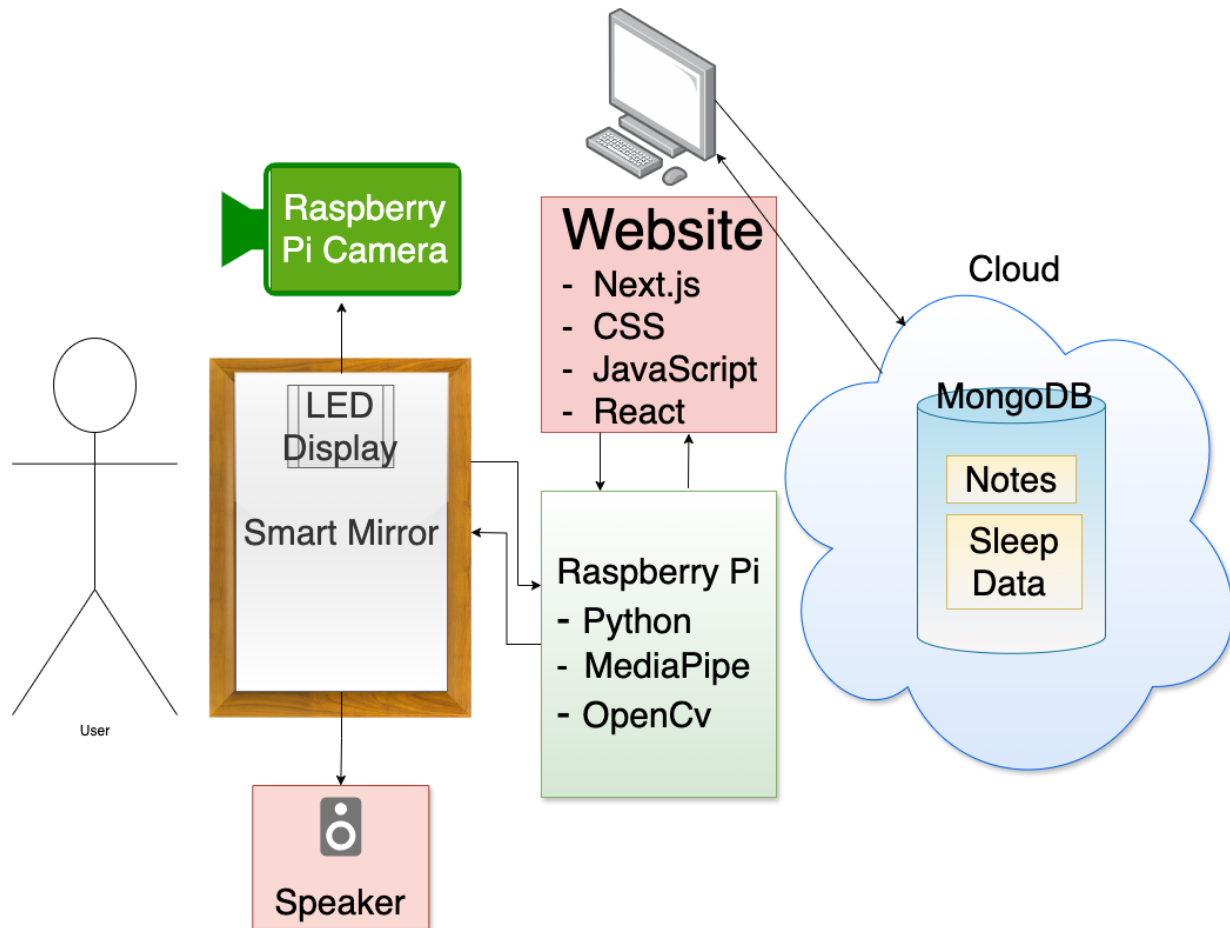 Raspberry
Pi Camera
Website
- Next.js
- CSS
- JavaScript
- React
Cloud
MongoDB
Notes
Sleep
Data
LED
Display
Smart Mirror
Raspberry Pi
- Python
- MediaPipe
- OpenCv
User
Speaker